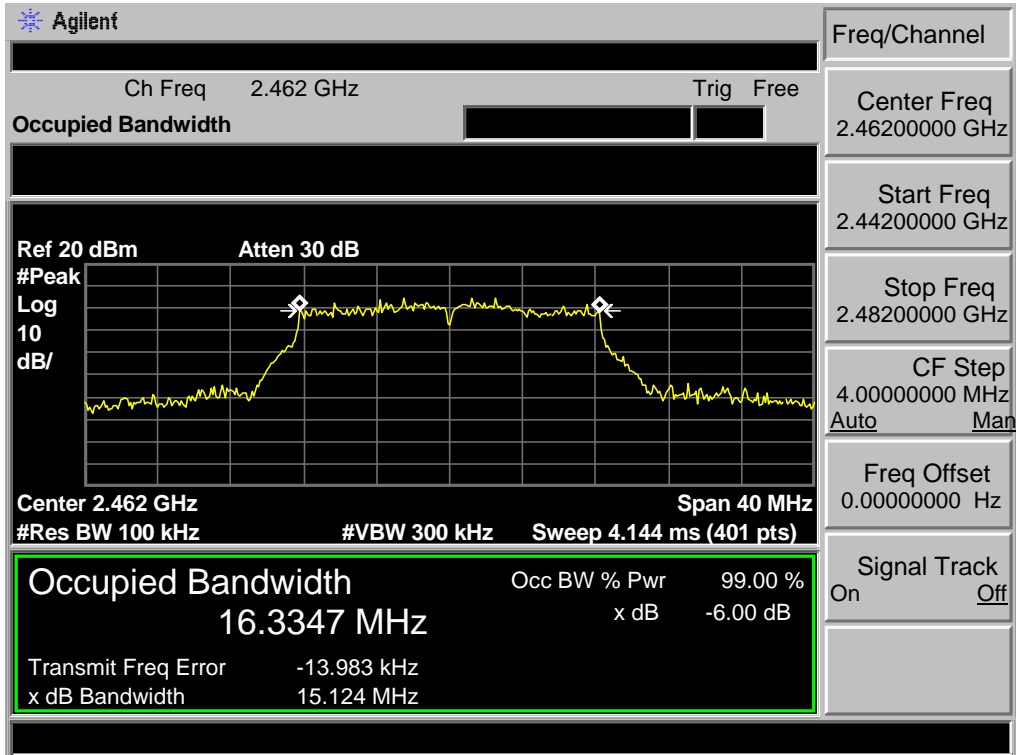 Agilent
Freq/Channel
Ch Freq 2.462 GHz Trig Free
Occupied Bandwidth
Center Freq
2.46200000 GHz
Start Freq
2.44200000 GHz
Ref 20 dBm Atten 30 dB
#Peak
Log
10
dB/
Stop Freq
2.48200000 GHz
CF Step
4.00000000 MHz
Auto Man
Freq Offset
0.00000000 Hz
Center 2.462 GHz Span 40 MHz
#Res BW 100 kHz #VBW 300 kHz Sweep 4.144 ms (401 pts)
Signal Track
On Off
Occupied Bandwidth
16.3347 MHz
Occ BW % Pwr 99.00 %
x dB -6.00 dB
Transmit Freq Error -13.983 kHz
x dB Bandwidth 15.124 MHz